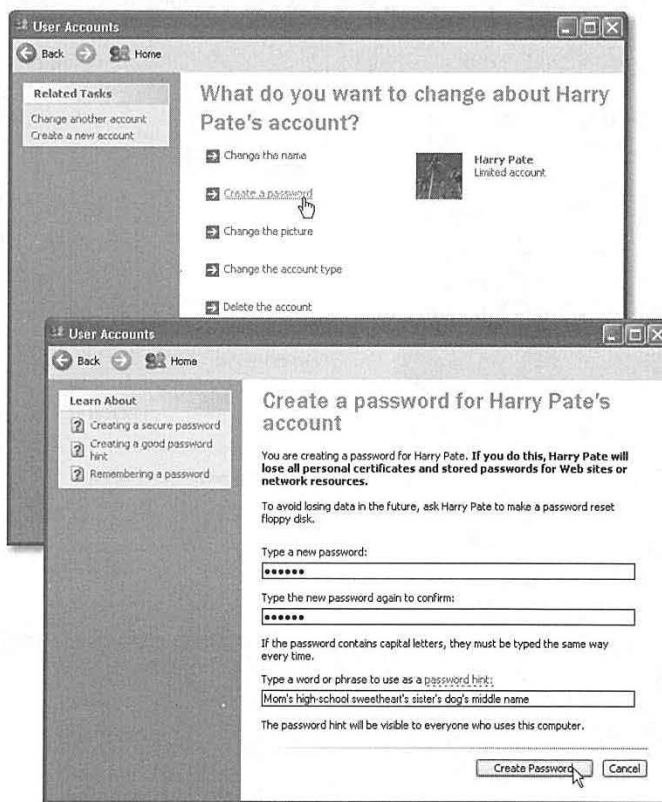 User Accounts
Back Home
Related Tasks
Change another account
Create a new account
What do you want to change about Harry
Pate's account?
Change the name
Create a password
Change the picture
Change the account type
Delete the account
Harry Pate
Limited account
User Accounts
Back Home
Learn About
Creating a secure password
Creating a good password
hint
Remembering a password
Create a password for Harry Pate's
account
You are creating a password for Harry Pate. If you do this, Harry Pate will
lose all personal certificates and stored passwords for Web sites or
network resources.
To avoid losing data in the future, ask Harry Pate to make a password reset
floppy disk.
Type a new password:
••••••
Type the new password again to confirm:
••••••
If the password contains capital letters, they must be typed the same way
every time.
Type a word or phrase to use as a password hint:
Mom's high-school sweetheart's sister's dog's middle name
The password hint will be visible to everyone who uses this computer.
Create Password Cancel